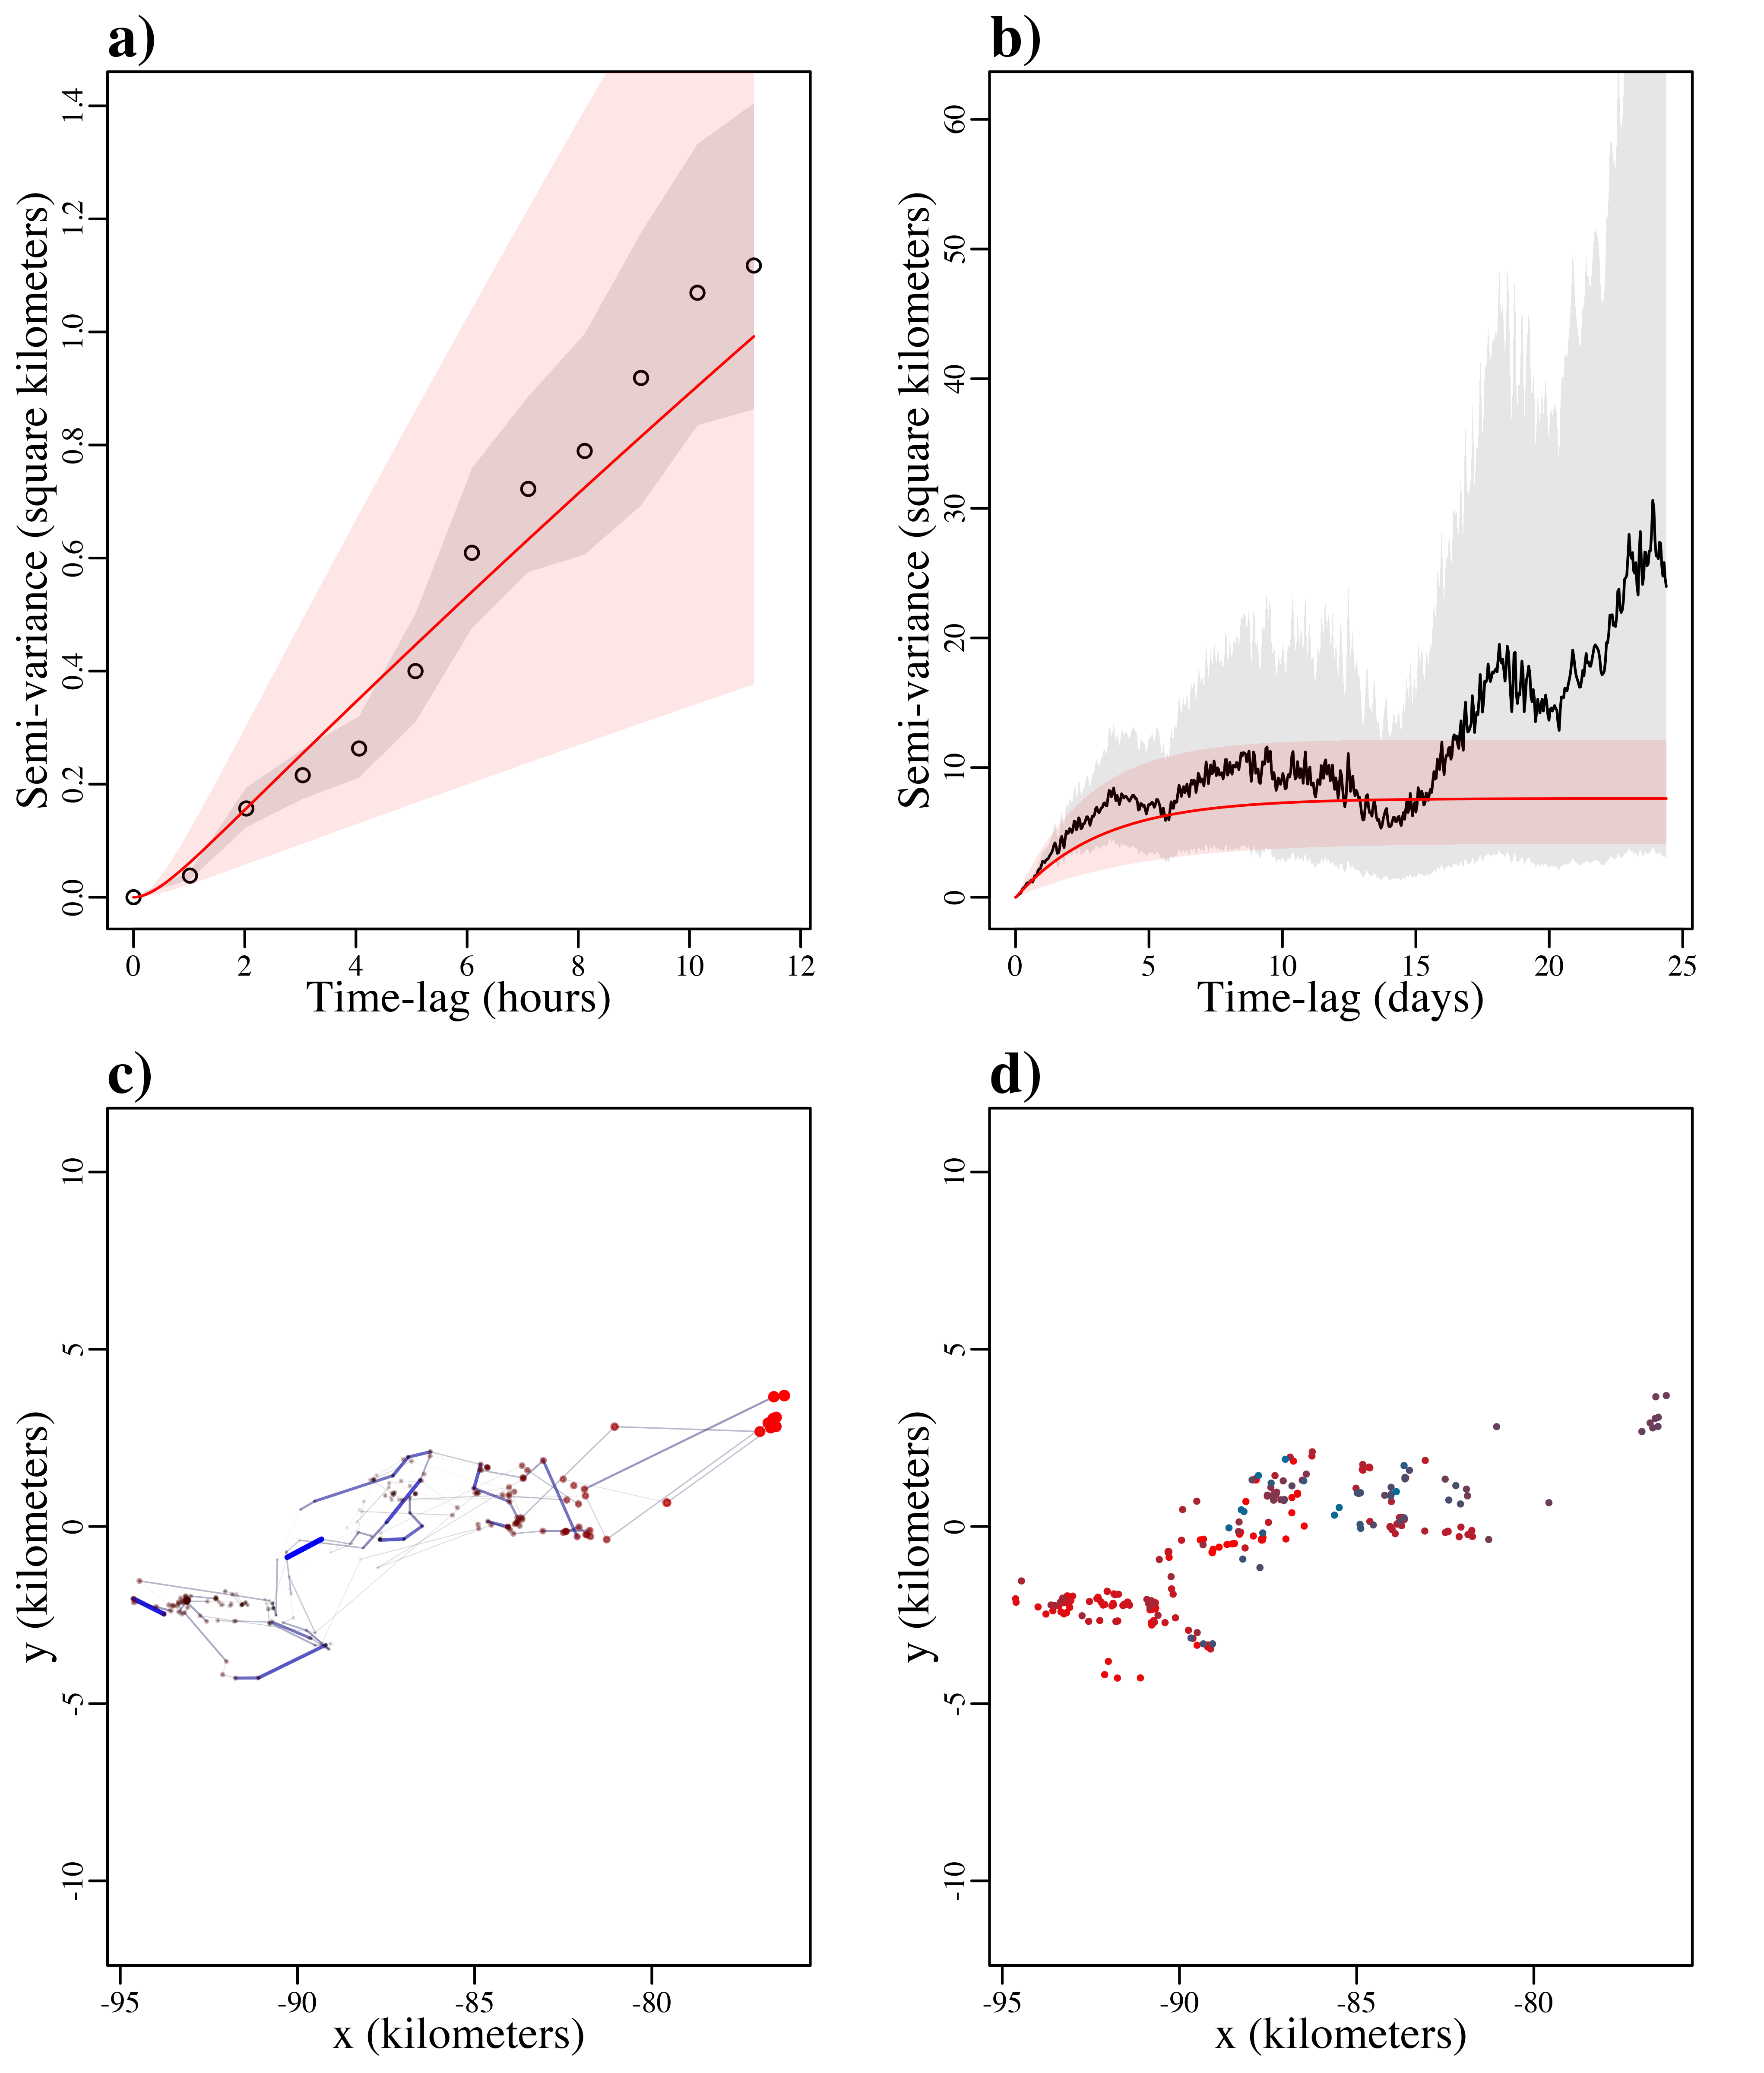 a)
Semi-variance (square kilometers)
0.0 0.2 0.4 0.6 0.8 1.0 1.2 1.4
0 2 4 6 8 10 12
Time-lag (hours)
b)
Semi-variance (square kilometers)
0 10 20 30 40 50 60
0 5 10 15 20 25
Time-lag (days)
c)
y (kilometers)
-10 -5 0 5 10
-95 -90 -85 -80
x (kilometers)
d)
y (kilometers)
-10 -5 0 5 10
-95 -90 -85 -80
x (kilometers)